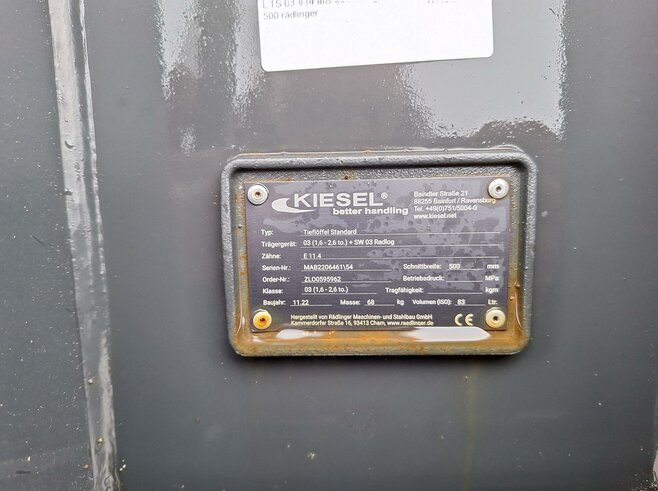 500 rädlinger
KIESEL®
better handling
Baindter Straße 21
88255 Bainfurt / Ravensburg
Tel. +49(0)751/5004-0
www.kiesel.net
Typ: Tieflöffel Standard
Trägergerät: 03 (1,6 - 2,6 to.) + SW 03 Radlog
Zähne: E 11.4
Serien-Nr.: MAB2206461\54 Schnittbreite: 500 mm
Order-Nr.: ZLO0595962 Betriebsdruck: MPa
Klasse: 03 (1,6 - 2,6 to.) Tragfähigkeit: kgm
Baujahr: 11.22 Masse: 68 kg Volumen (ISO): 83 Ltr.
Hergestellt von Rädlinger Maschinen- und Stahlbau GmbH
Kammerdorfer Straße 16, 93413 Cham, www.raedlinger.de CE